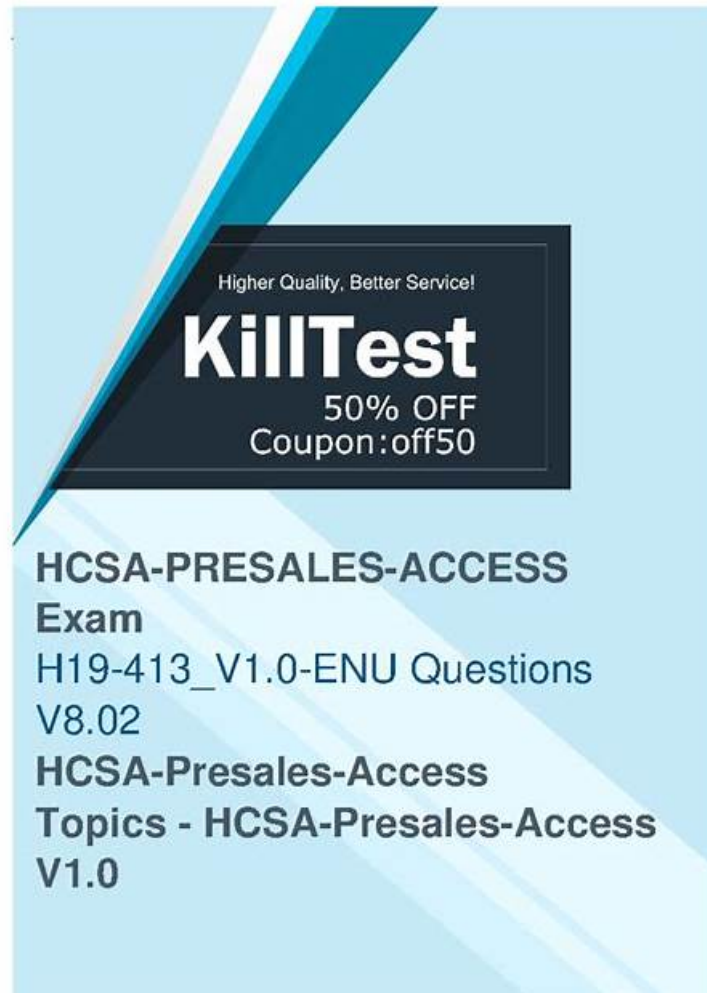 Higher Quality, Better Service!
KillTest
50% OFF
Coupon:off50
HCSA-PRESALES-ACCESS
Exam
H19-413_V1.0-ENU Questions
V8.02
HCSA-Presales-Access
Topics - HCSA-Presales-Access
V1.0